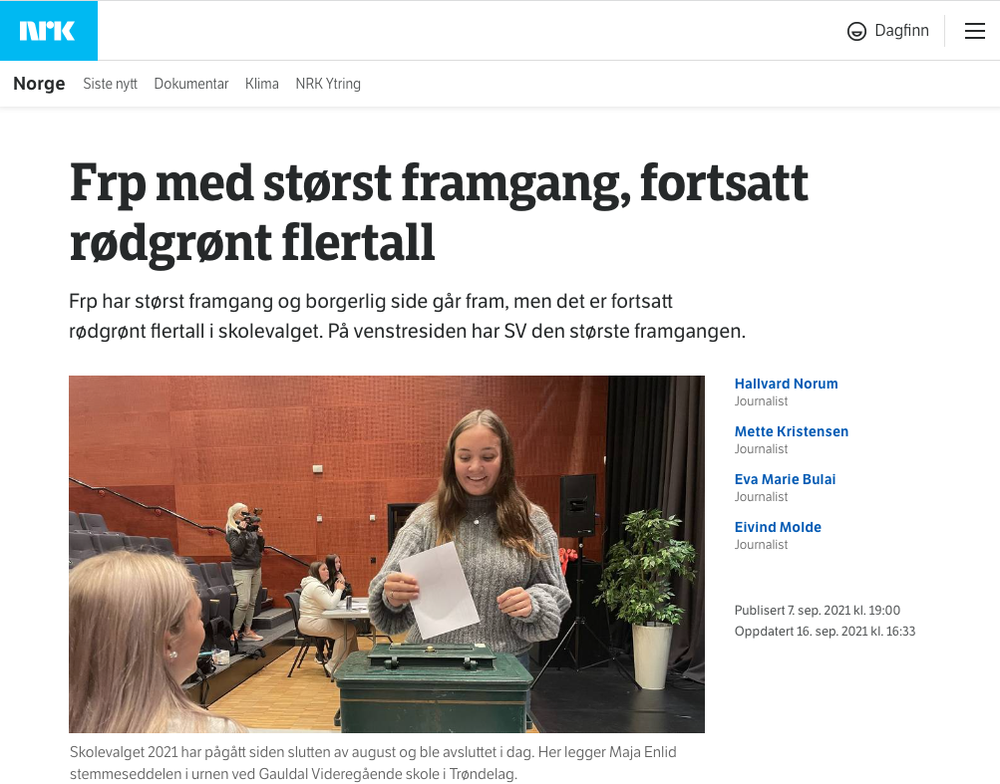 nrk
Dagfinn
Norge Siste nytt Dokumentar Klima NRK Ytring
Frp med størst framgang, fortsatt
rødgrønt flertall
Frp har størst framgang og borgerlig side går fram, men det er fortsatt
rødgrønt flertall i skolevalget. På venstresiden har SV den største framgangen.
Hallvard Norum
Journalist
Mette Kristensen
Journalist
Eva Marie Bulai
Journalist
Eivind Molde
Journalist
Publisert 7. sep. 2021 kl. 19:00
Oppdatert 16. sep. 2021 kl. 16:33
Skolevalget 2021 har pågått siden slutten av august og ble avsluttet i dag. Her legger Maja Enlid
stemmeseddelen i urnen ved Gauldal Videregående skole i Trøndelag.